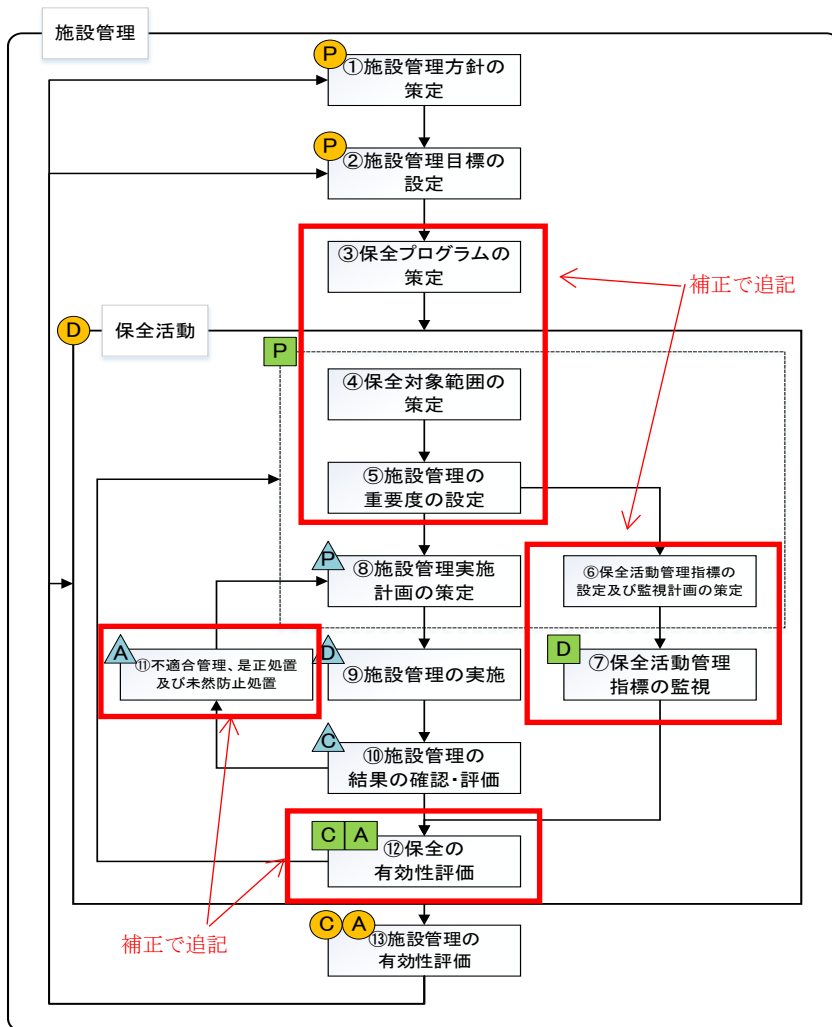 施設管理
P
①施設管理方針の
策定
P
②施設管理目標の
設定
③保全プログラムの
策定
補正で追記
D
保全活動
P
④保全対象範囲の
策定
⑤施設管理の
重要度の設定
P
⑧施設管理実施
計画の策定
⑥保全活動管理指標の
設定及び監視計画の策定
A
⑪不適合管理、是正処置
及び未然防止処置
D
⑨施設管理の実施
D
⑦保全活動管理
指標の監視
C
⑩施設管理の
結果の確認・評価
C A
⑫保全の
有効性評価
補正で追記
C A
⑬施設管理の
有効性評価